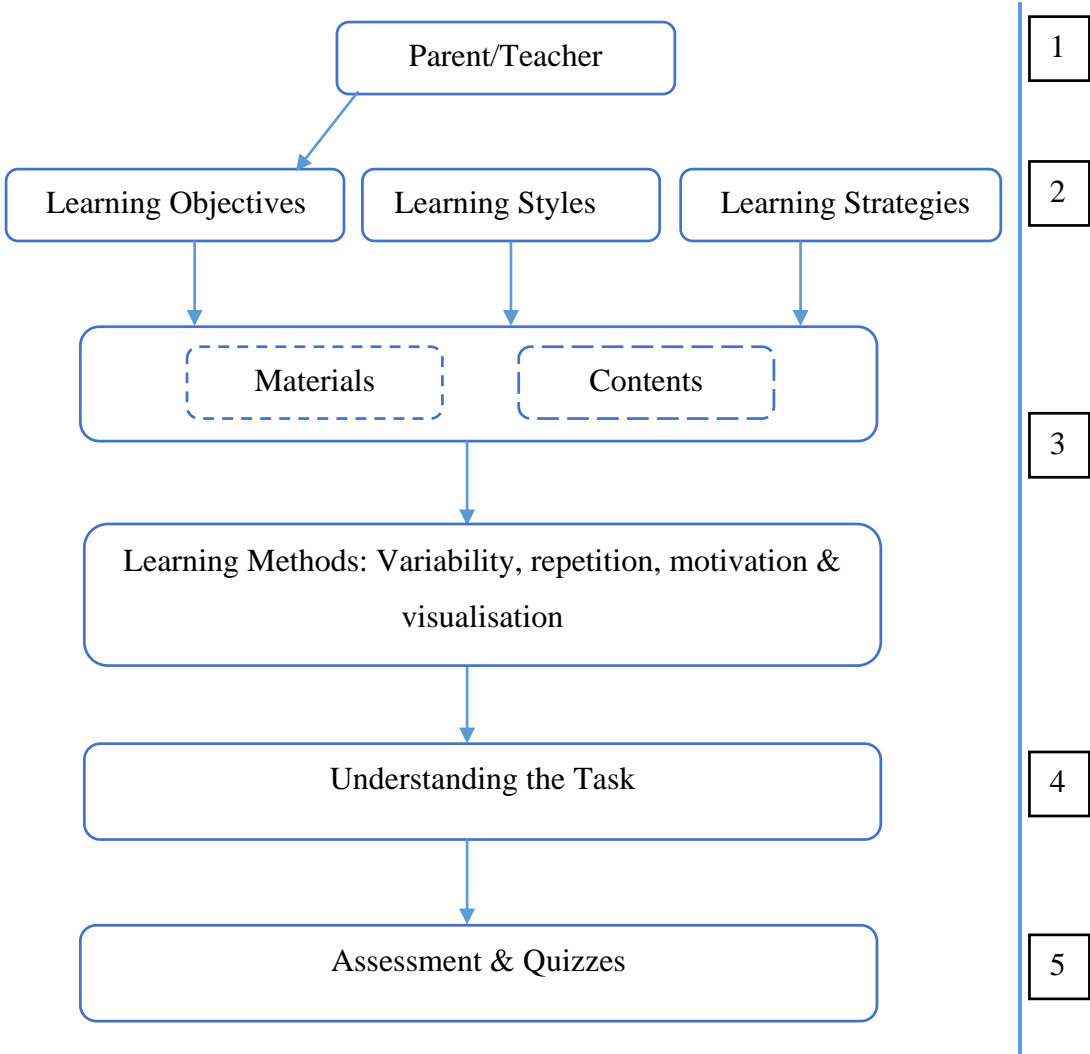 Parent/Teacher
1
Learning Objectives
Learning Styles
Learning Strategies
2
Materials
Contents
3
Learning Methods: Variability, repetition, motivation &
visualisation
Understanding the Task
4
Assessment & Quizzes
5